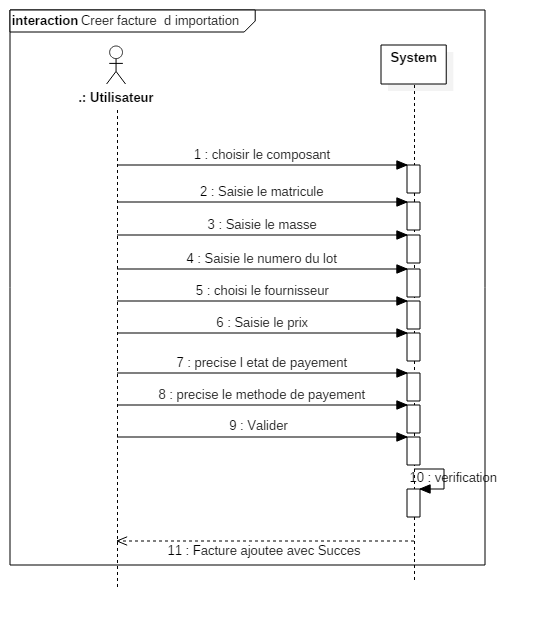 interaction Creer facture d importation
System
.: Utilisateur
1 : choisir le composant
2 : Saisie le matricule
3 : Saisie le masse
4 : Saisie le numero du lot
5 : choisi le fournisseur
6 : Saisie le prix
7 : precise l etat de payement
8 : precise le methode de payement
9 : Valider
10 : verification
11 : Facture ajoutee avec Succes